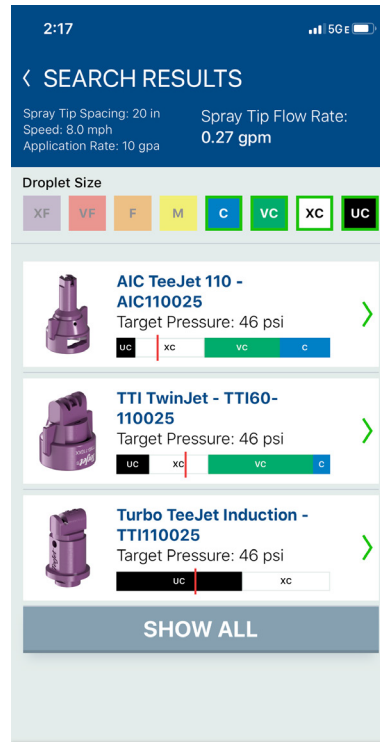 2:17
5GE
SEARCH RESULTS
Spray Tip Spacing: 20 in
Speed: 8.0 mph
Application Rate: 10 gpa
Spray Tip Flow Rate:
0.27 gpm
Droplet Size
XF VF F M C VC XC UC
AIC TeeJet 110 -
AIC110025
Target Pressure: 46 psi
UC XC VC C
TTI TwinJet - TTI60-
110025
Target Pressure: 46 psi
UC XC VC C
Turbo TeeJet Induction -
TTI110025
Target Pressure: 46 psi
UC XC
SHOW ALL